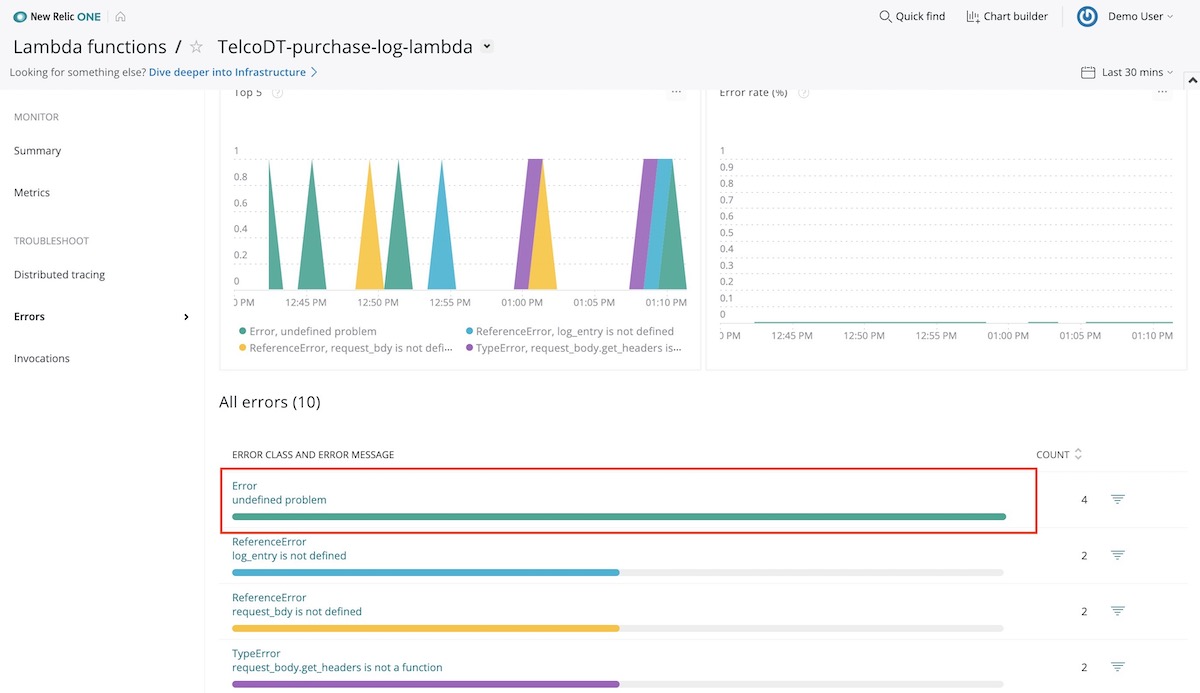 New Relic ONE
Quick find
Chart builder
Demo User
Lambda functions / ☆ TelcoDT-purchase-log-lambda
Looking for something else? Dive deeper into Infrastructure >
Last 30 mins
MONITOR
Summary
Metrics
TROUBLESHOOT
Distributed tracing
Errors
Invocations
Top 5 ?
...
1
0.8
0.6
0.4
0.2
0
0 PM 12:45 PM 12:50 PM 12:55 PM 01:00 PM 01:05 PM 01:10 PM
Error, undefined problem
ReferenceError, log_entry is not defined
ReferenceError, request_bdy is not defi...
TypeError, request_body.get_headers is...
Error rate (%) ?
...
1
0.9
0.8
0.7
0.6
0.5
0.4
0.3
0.2
0.1
0
0 PM 12:45 PM 12:50 PM 12:55 PM 01:00 PM 01:05 PM 01:10 PM
All errors (10)
ERROR CLASS AND ERROR MESSAGE COUNT
Error
undefined problem
4
ReferenceError
log_entry is not defined
2
ReferenceError
request_bdy is not defined
2
TypeError
request_body.get_headers is not a function
2